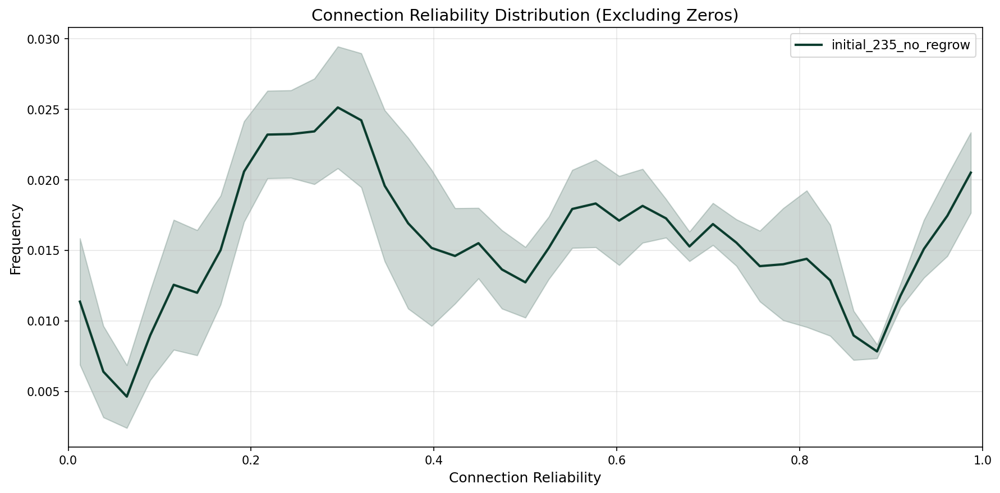 Connection Reliability Distribution (Excluding Zeros)
initial_235_no_regrow
Frequency
0.030
0.025
0.020
0.015
0.010
0.005
0.0 0.2 0.4 0.6 0.8 1.0
Connection Reliability